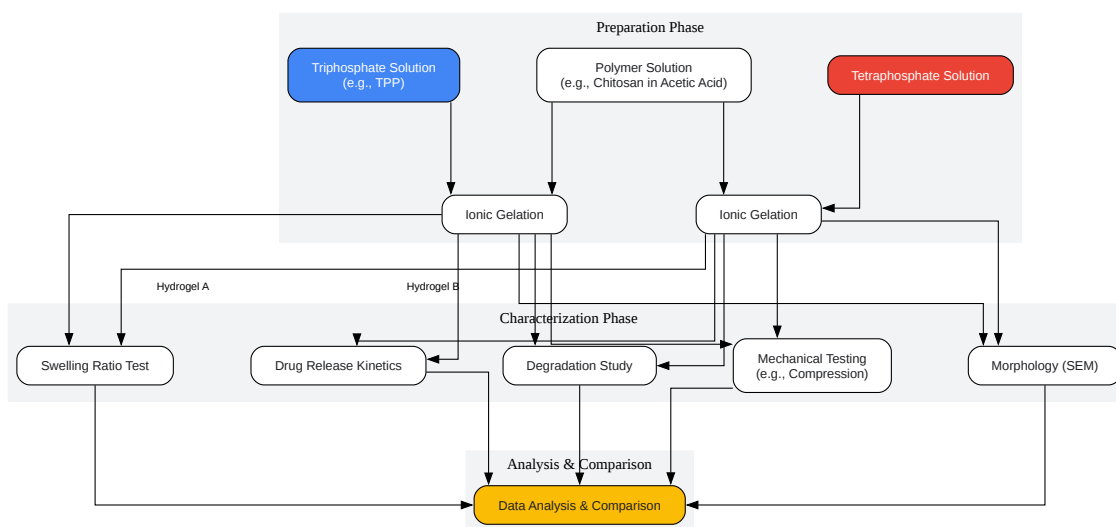 Preparation Phase
Triphosphate Solution
(e.g., TPP)
Polymer Solution
(e.g., Chitosan in Acetic Acid)
Tetraphosphate Solution
Ionic Gelation
Ionic Gelation
Hydrogel A
Hydrogel B
Characterization Phase
Swelling Ratio Test
Drug Release Kinetics
Degradation Study
Mechanical Testing
(e.g., Compression)
Morphology (SEM)
Analysis & Comparison
Data Analysis & Comparison